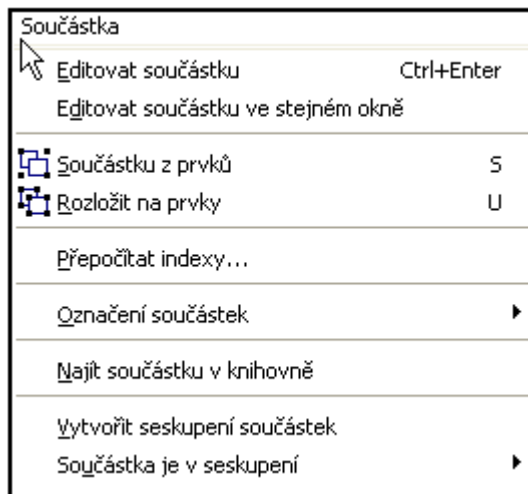 Součástka
Editovat součástku Ctrl+Enter
Editovat součástku ve stejném okně
Součástku z prvků S
Rozložit na prvky U
Přepočítat indexy...
Označení součástek
Najít součástku v knihovně
Vytvořit seskupení součástek
Součástka je v seskupení